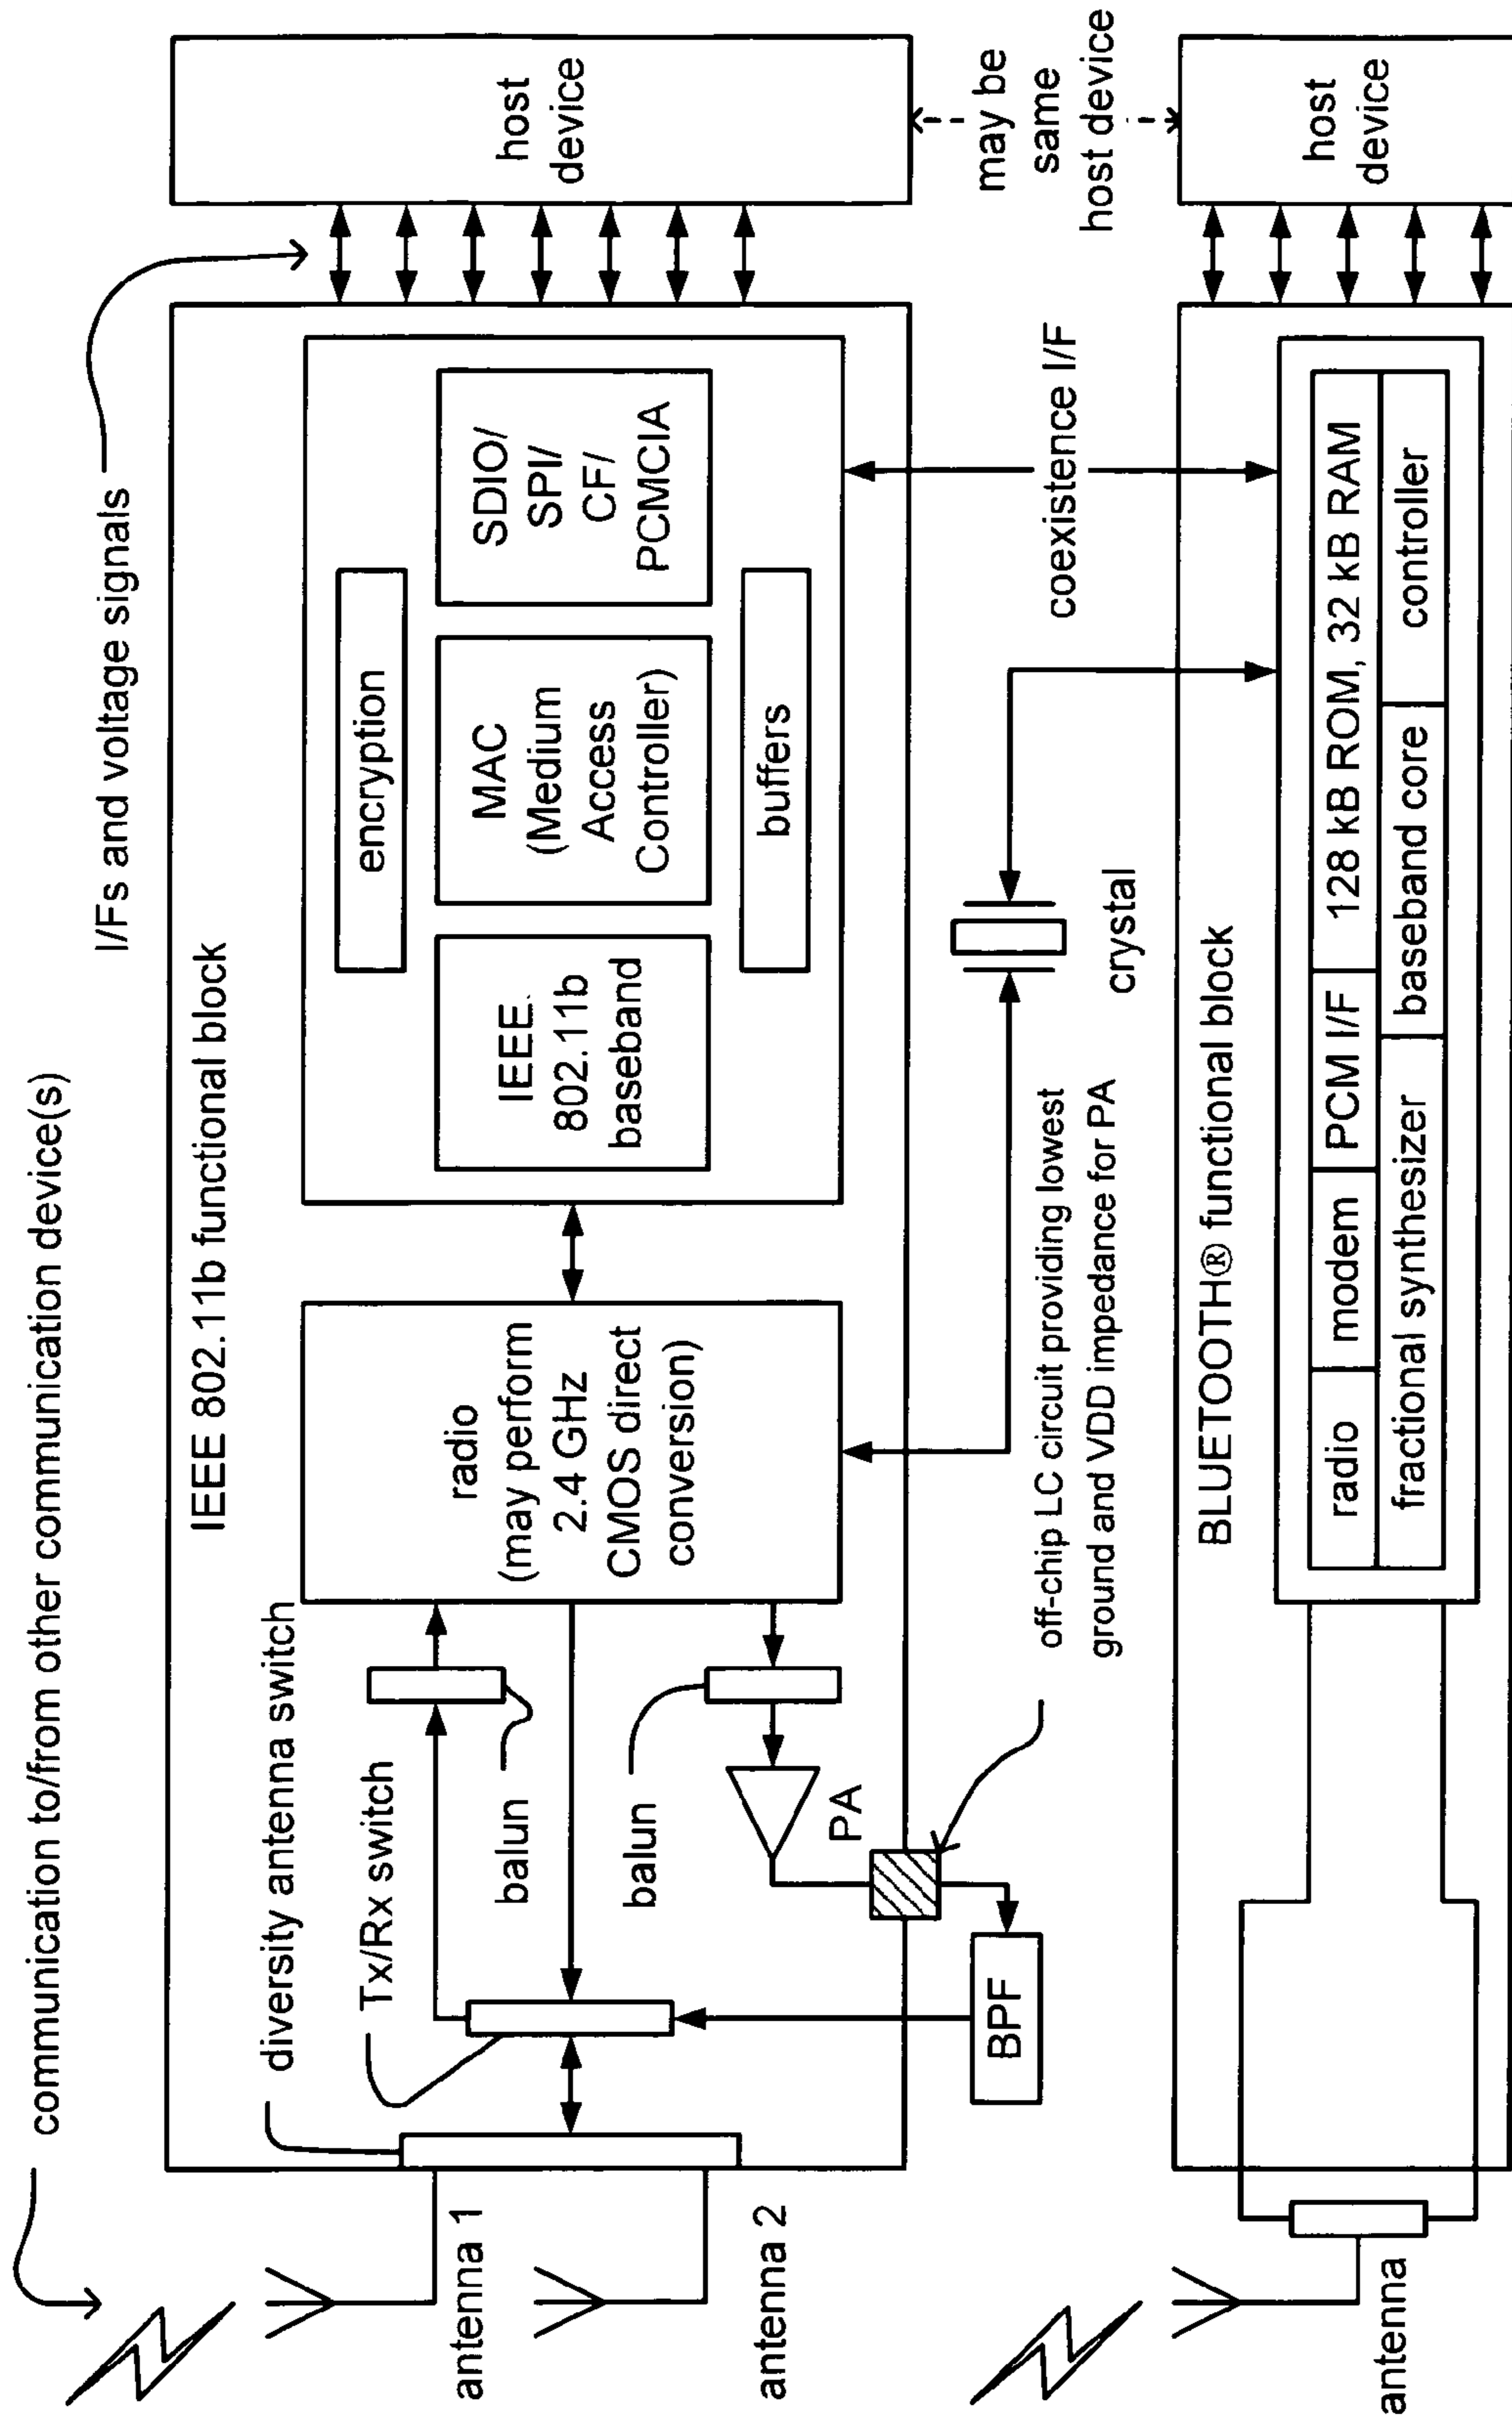 communication to/from other communication device(s)
I/Fs and voltage signals
IEEE 802.11b functional block
diversity antenna switch
Tx/Rx switch
balun
balun
PA
antenna 1
antenna 2
radio
(may perform
2.4 GHz
CMOS direct
conversion)
encryption
IEEE
802.11b
baseband
MAC
(Medium
Access
Controller)
SDIO/
SPI/
CF/
PCMCIA
buffers
host
device
BPF
off-chip LC circuit providing lowest
ground and VDD impedance for PA
crystal
coexistence I/F
may be
same
host device
BLUETOOTH® functional block
antenna
radio
modem
PCM I/F
128 kB ROM, 32 kB RAM
fractional synthesizer
baseband core
controller
host
device